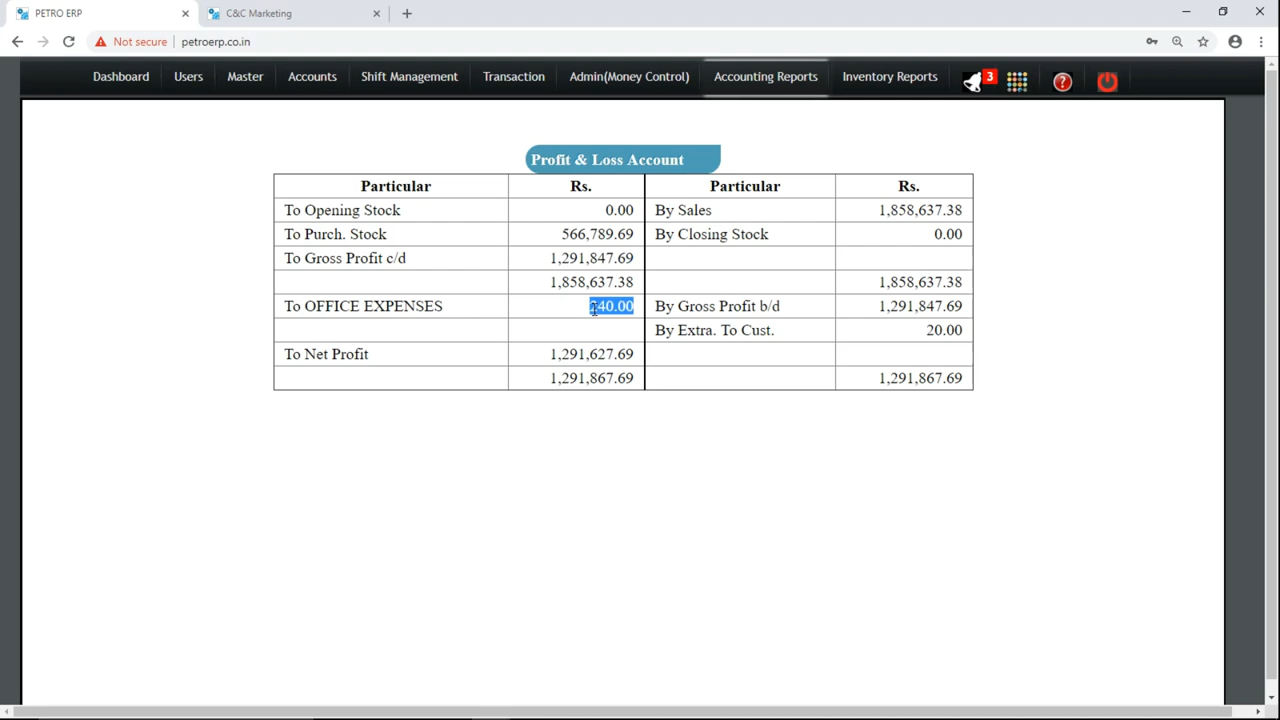 PETRO ERP
C&C Marketing
Not secure
petroerp.co.in
Dashboard Users Master Accounts Shift Management Transaction Admin(Money Control) Accounting Reports Inventory Reports 3 ?
Profit & Loss Account
Particular Rs. Particular Rs.
To Opening Stock 0.00 By Sales 1,858,637.38
To Purch. Stock 566,789.69 By Closing Stock 0.00
To Gross Profit c/d 1,291,847.69
1,858,637.38 1,858,637.38
To OFFICE EXPENSES 240.00 By Gross Profit b/d 1,291,847.69
By Extra. To Cust. 20.00
To Net Profit 1,291,627.69
1,291,867.69 1,291,867.69